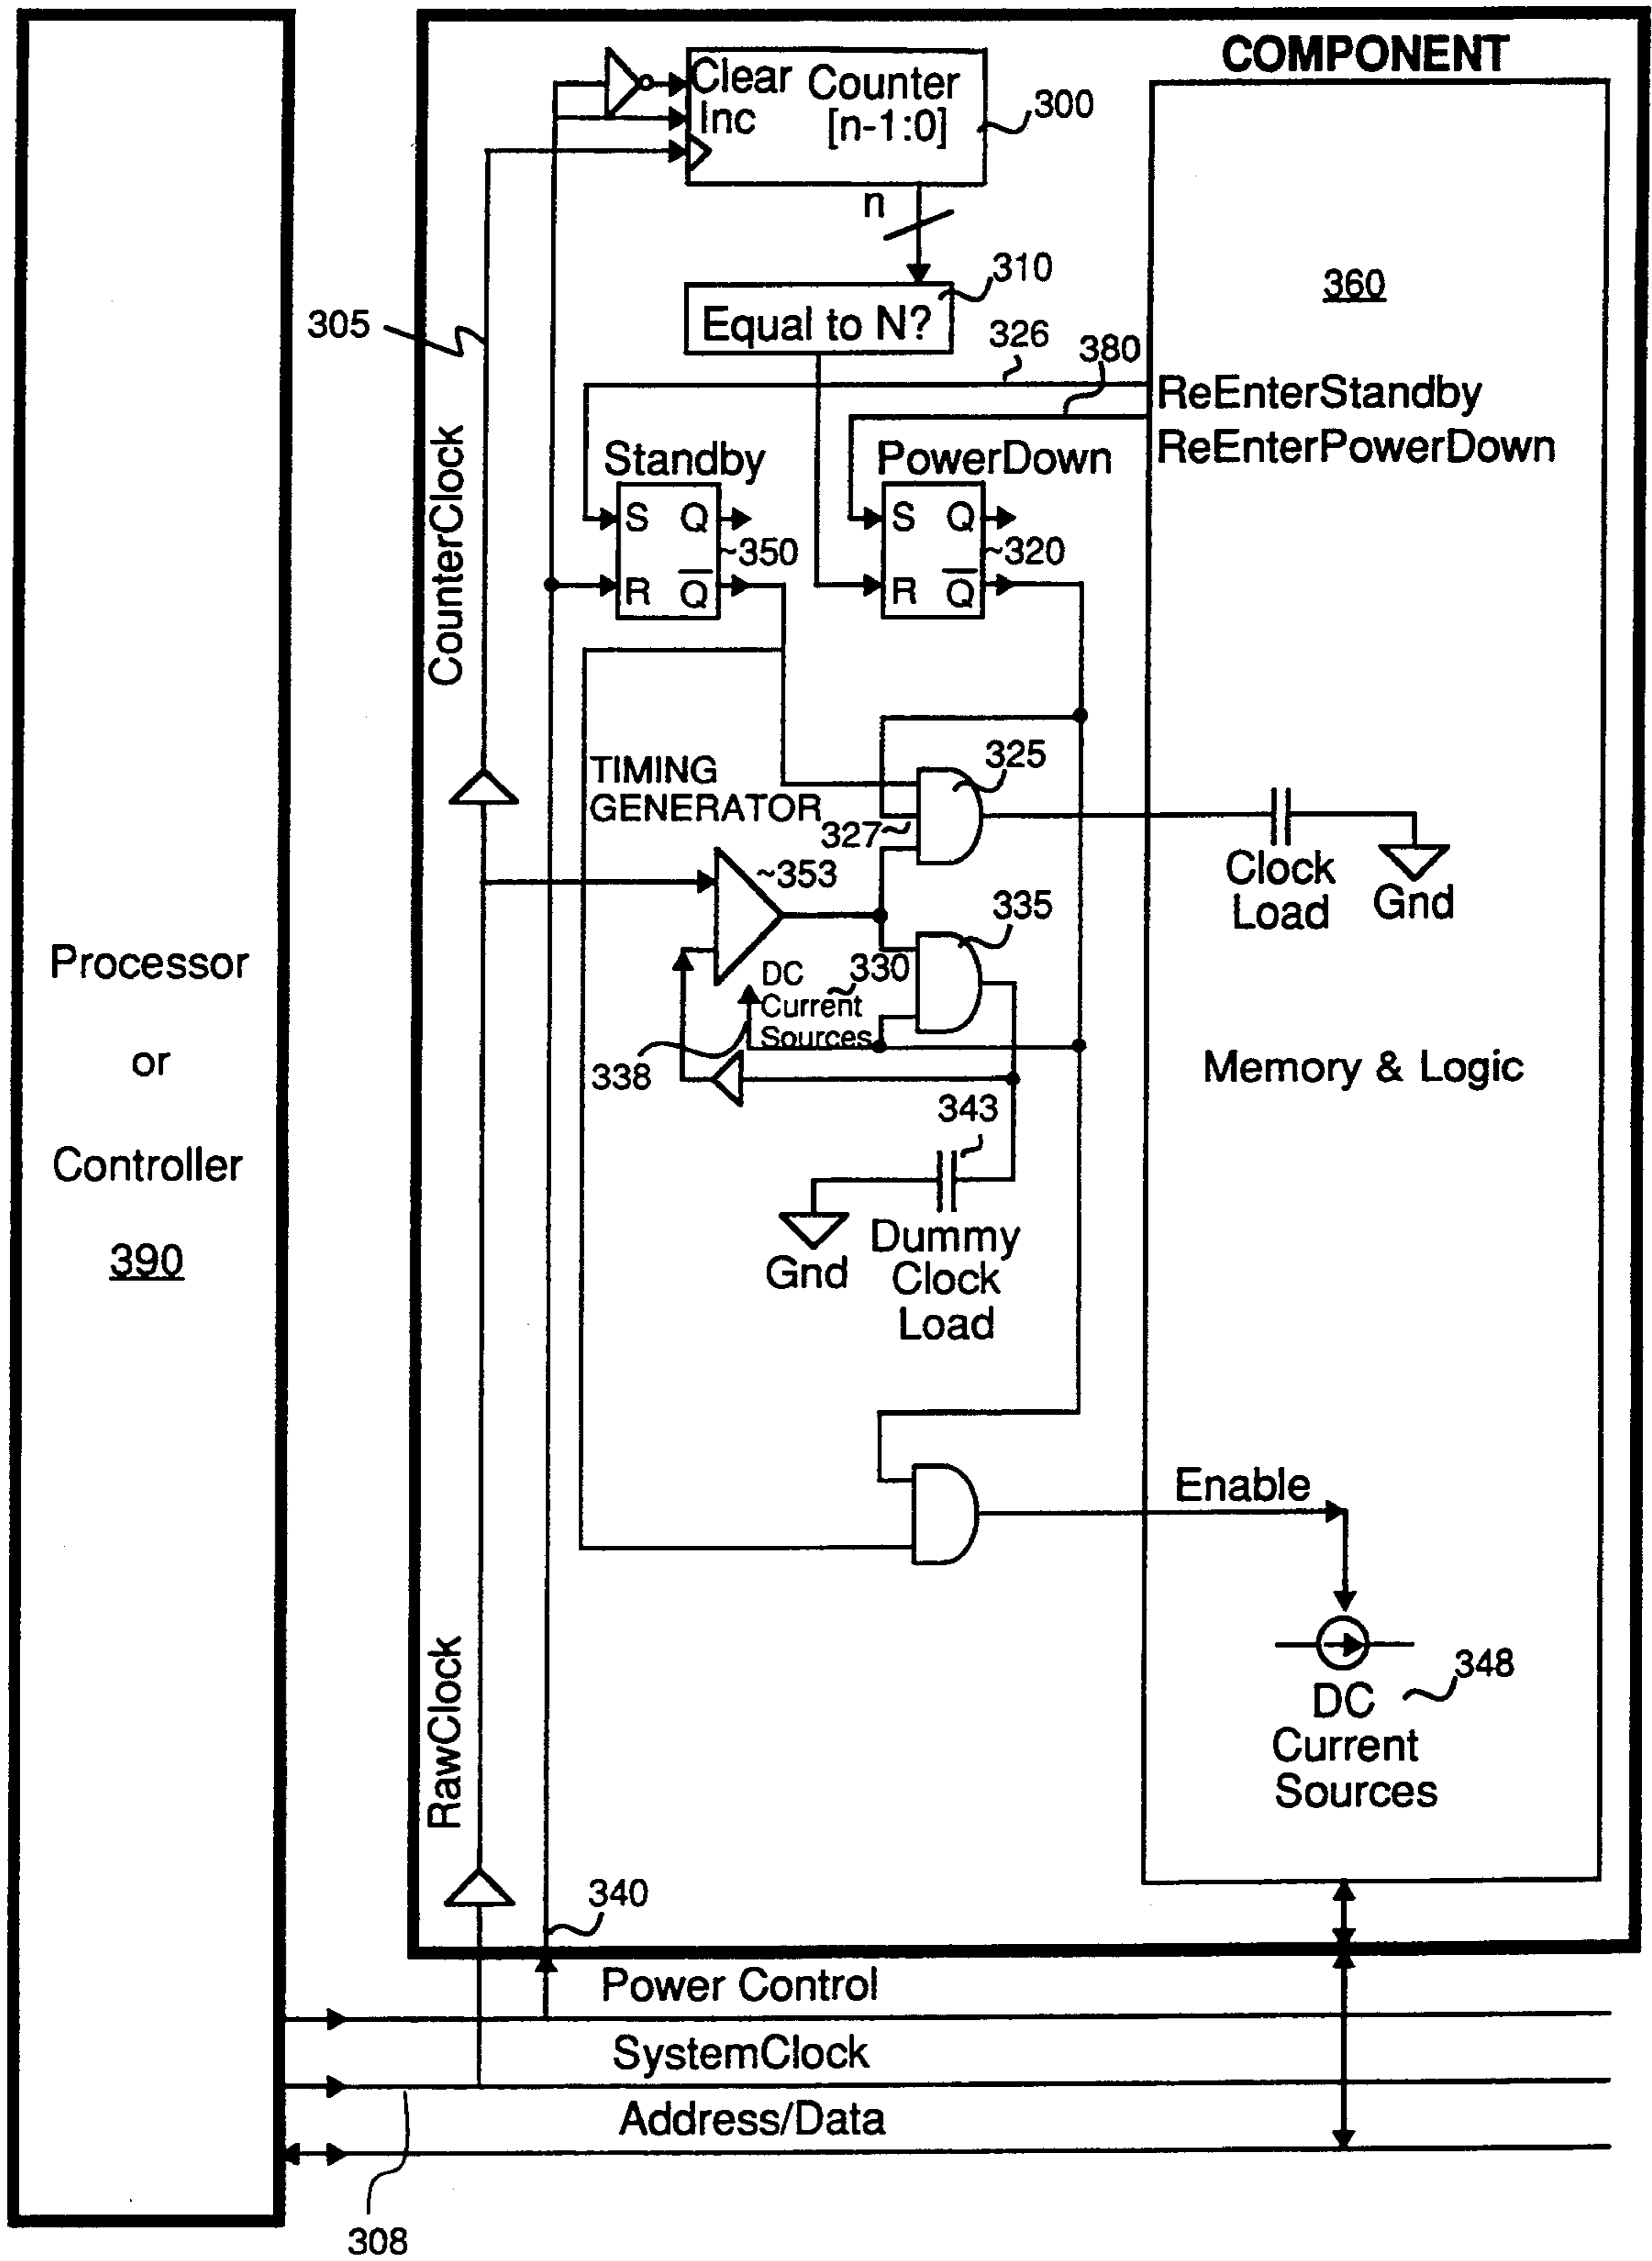 COMPONENT
Clear Counter
Inc [n-1:0]
300
n
310
Equal to N?
360
305
326
380
ReEnterStandby
ReEnterPowerDown
CounterClock
Standby
PowerDown
S Q
R Q̅
~350
S Q
R Q̅
~320
TIMING
GENERATOR
325
327~
~353
Clock
Load
Gnd
335
DC
Current
Sources
330
338
343
Gnd
Dummy
Clock
Load
Memory & Logic
Processor
or
Controller
390
Enable
348
DC
Current
Sources
RawClock
340
Power Control
SystemClock
Address/Data
308